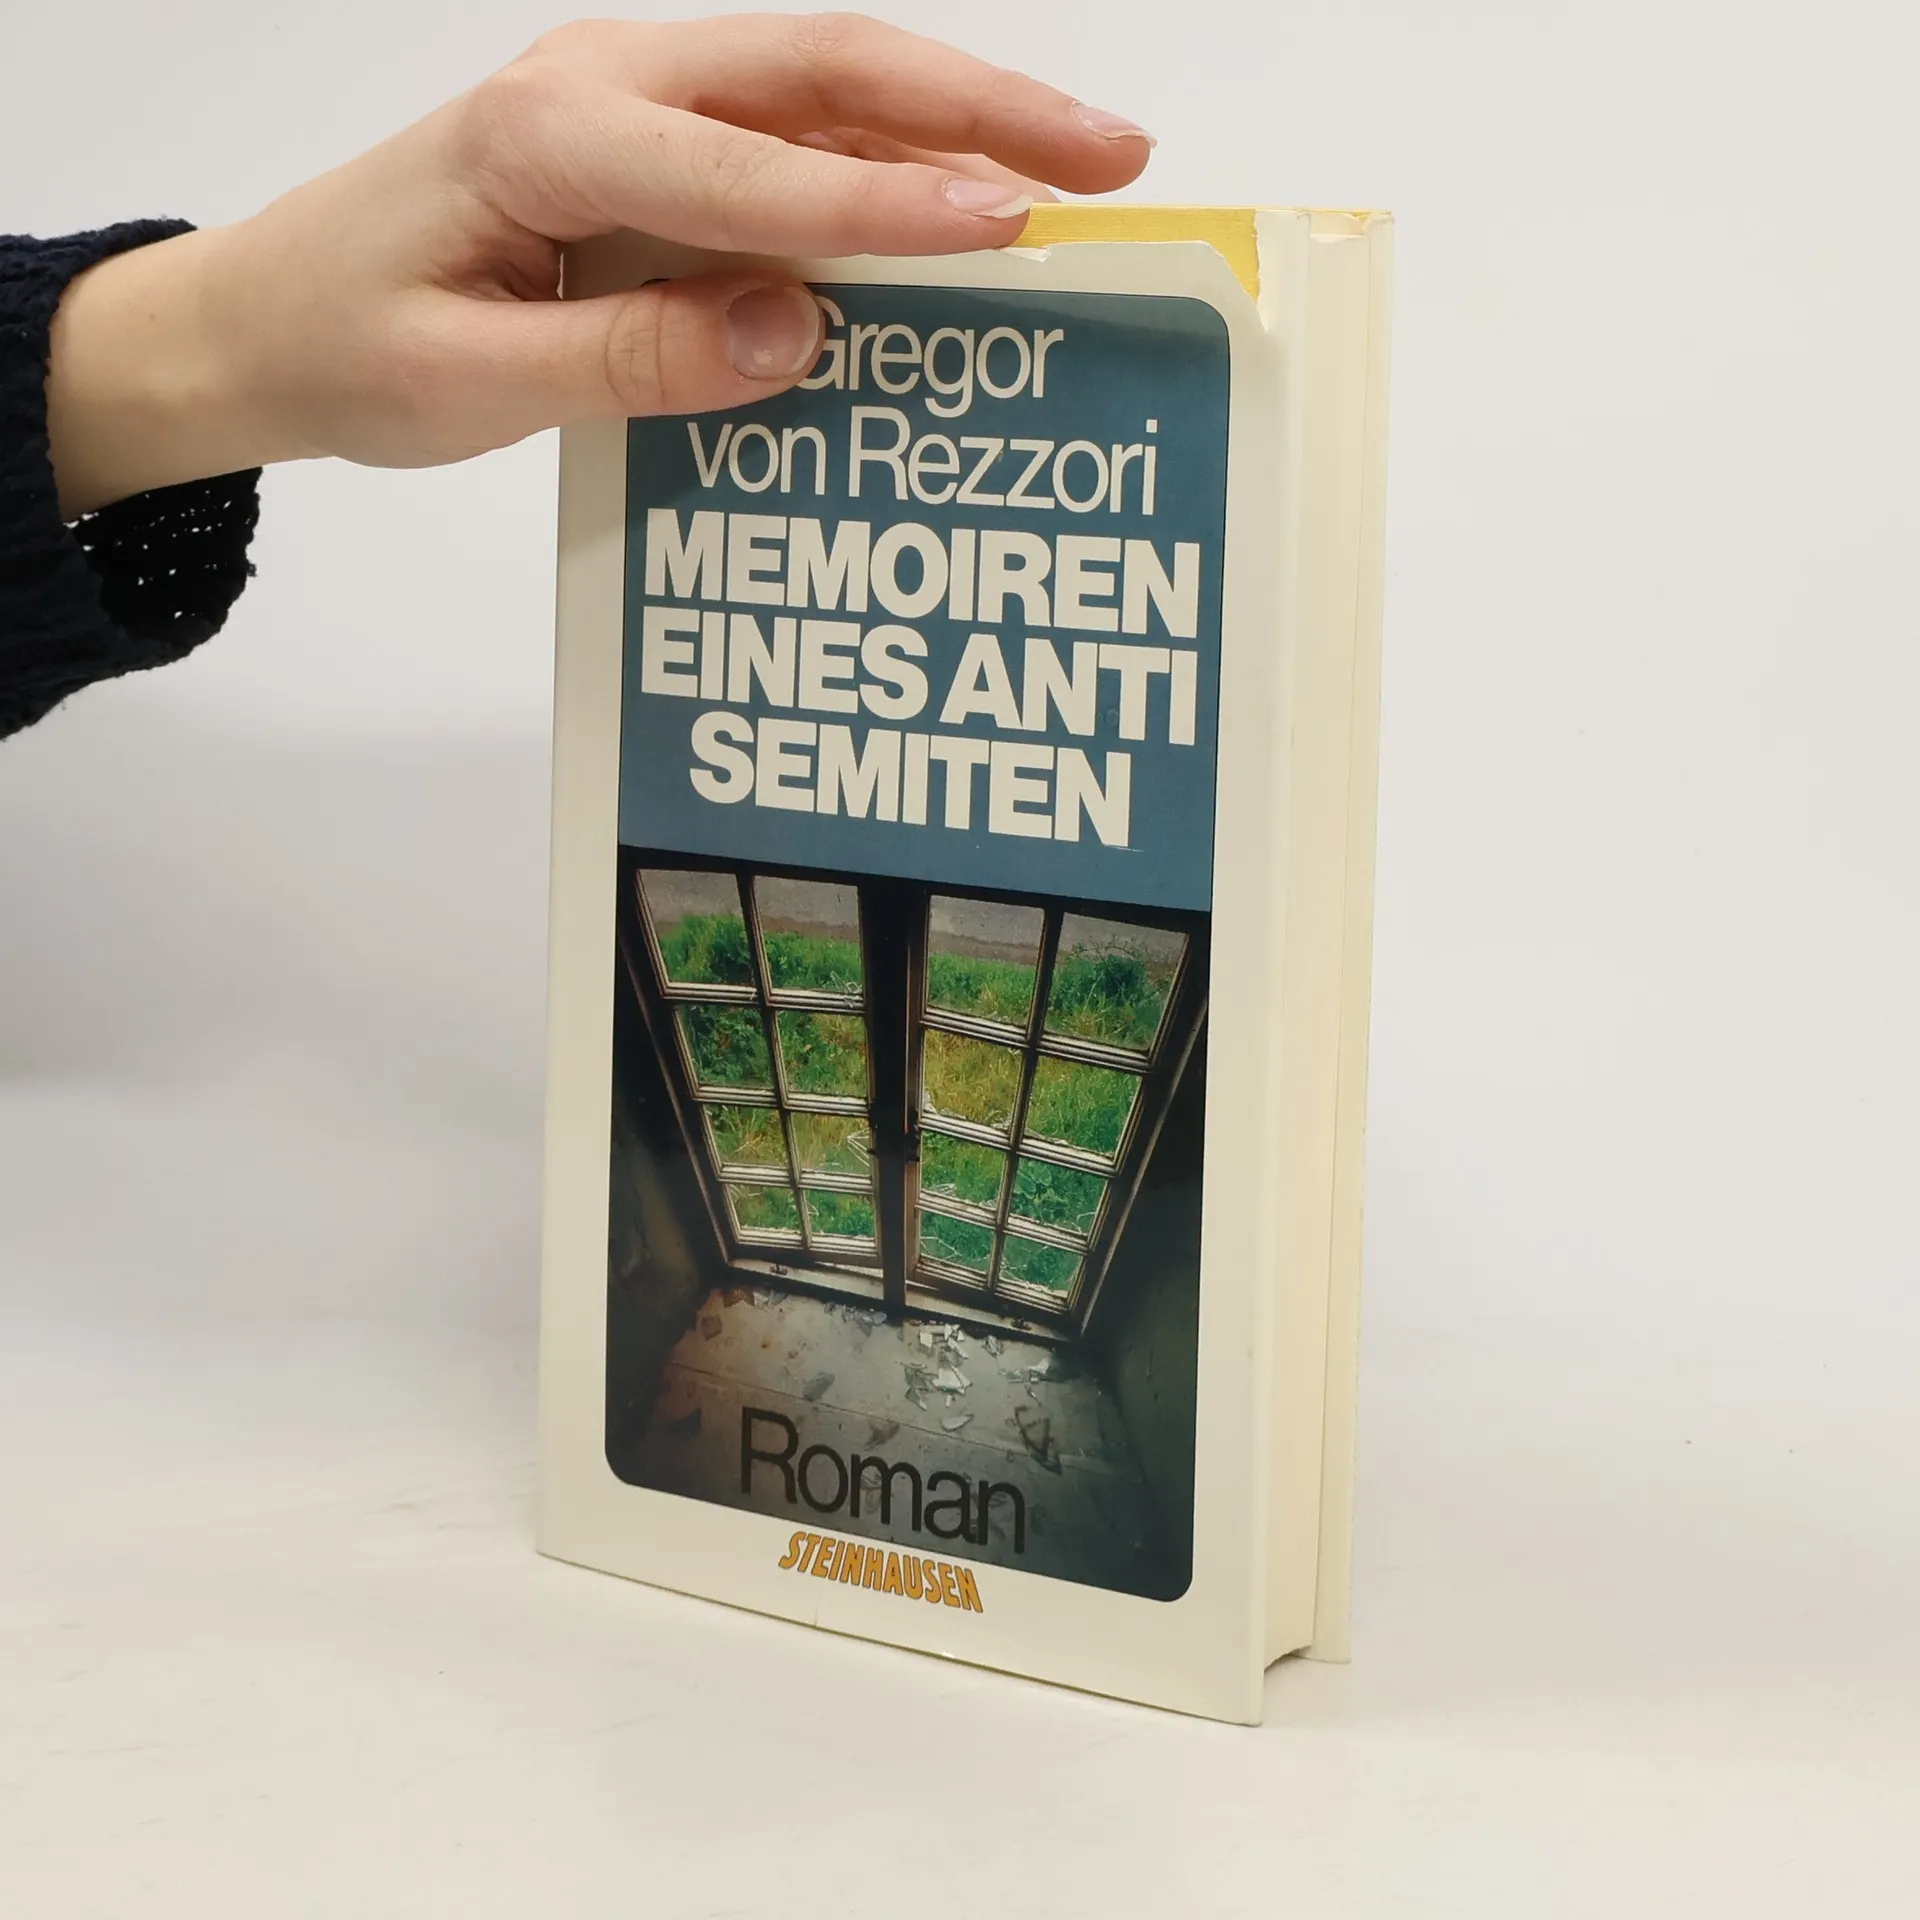 Gregor
von Rezzori
MEMOIREN
EINES ANTI
SEMITEN
Roman
STEINHAUSEN